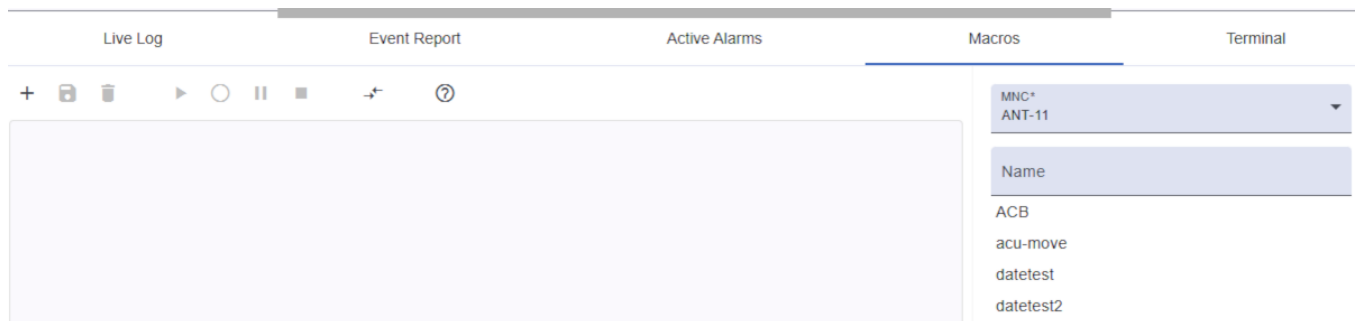 Live Log Event Report Active Alarms Macros Terminal
MNC*
ANT-11
Name
ACB
acu-move
datetest
datetest2